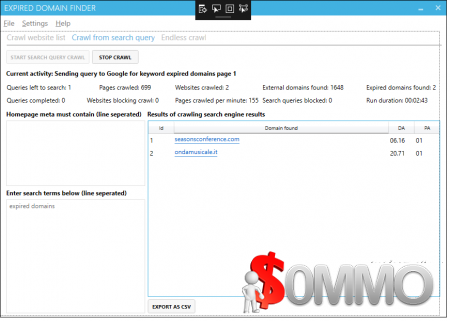 EXPIRED DOMAIN FINDER
File Settings Help
Crawl website list Crawl from search query Endless crawl
START SEARCH QUERY CRAWL STOP CRAWL
Current activity: Sending query to Google for keyword expired domains page 1
Queries left to search: 1 Pages crawled: 699 Websites crawled: 2 External domains found: 1648 Expired domains found: 2
Queries completed: 0 Websites blocking crawl: 0 Pages crawled per minute: 155 Search queries blocked: 0 Run duration: 00:02:43
Homepage meta must contain (line seperated) Results of crawling search engine results
Id Domain found DA PA
1 seasonsconference.com 06.16 01
2 ondamusicale.it 20.71 01
Enter search terms below (line seperated)
expired domains
$0MMO
EXPORT AS CSV